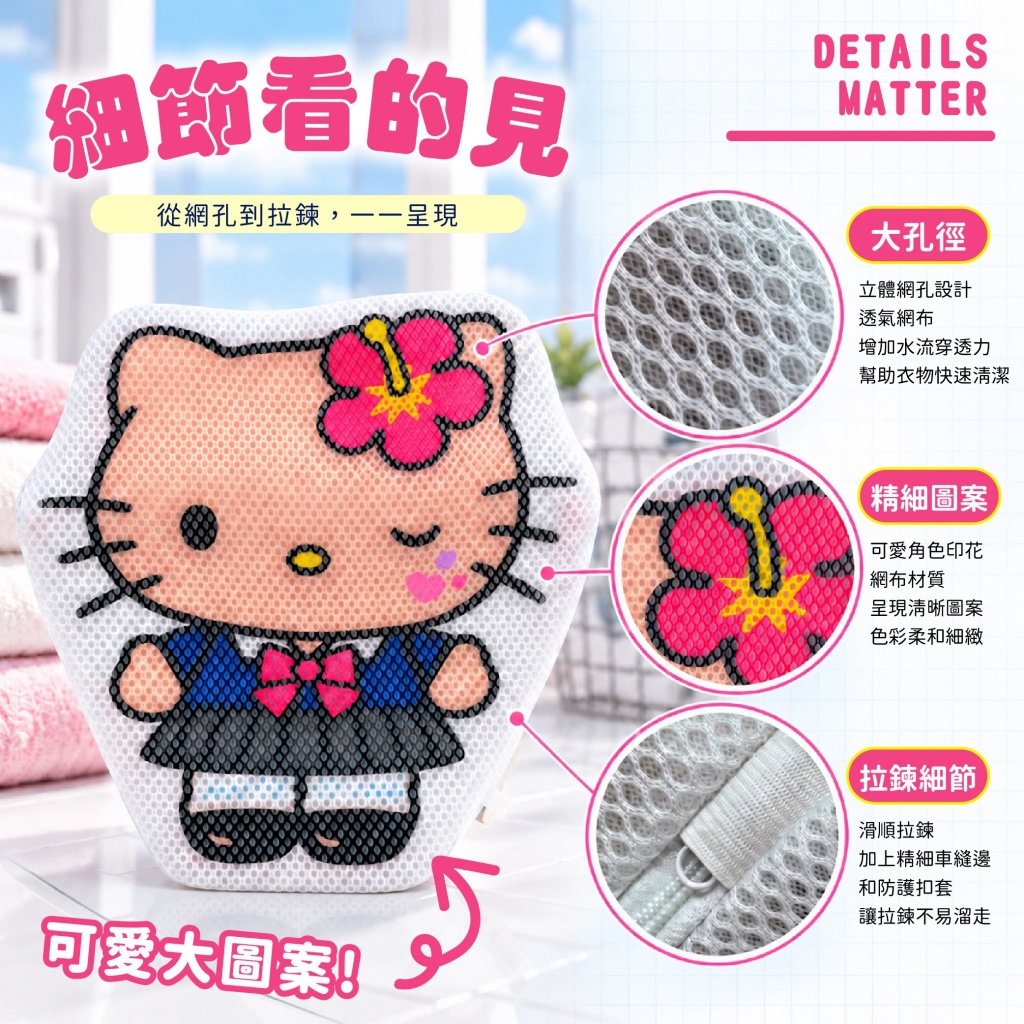 細節看的見
從網孔到拉鍊，一一呈現
DETAILS
MATTER
大孔徑
立體網孔設計
透氣網布
增加水流穿透力
幫助衣物快速清潔
精細圖案
可愛角色印花
網布材質
呈現清晰圖案
色彩柔和細緻
拉鍊細節
滑順拉鍊
加上精細車縫邊
和防護扣套
讓拉鍊不易溜走
可愛大圖案!